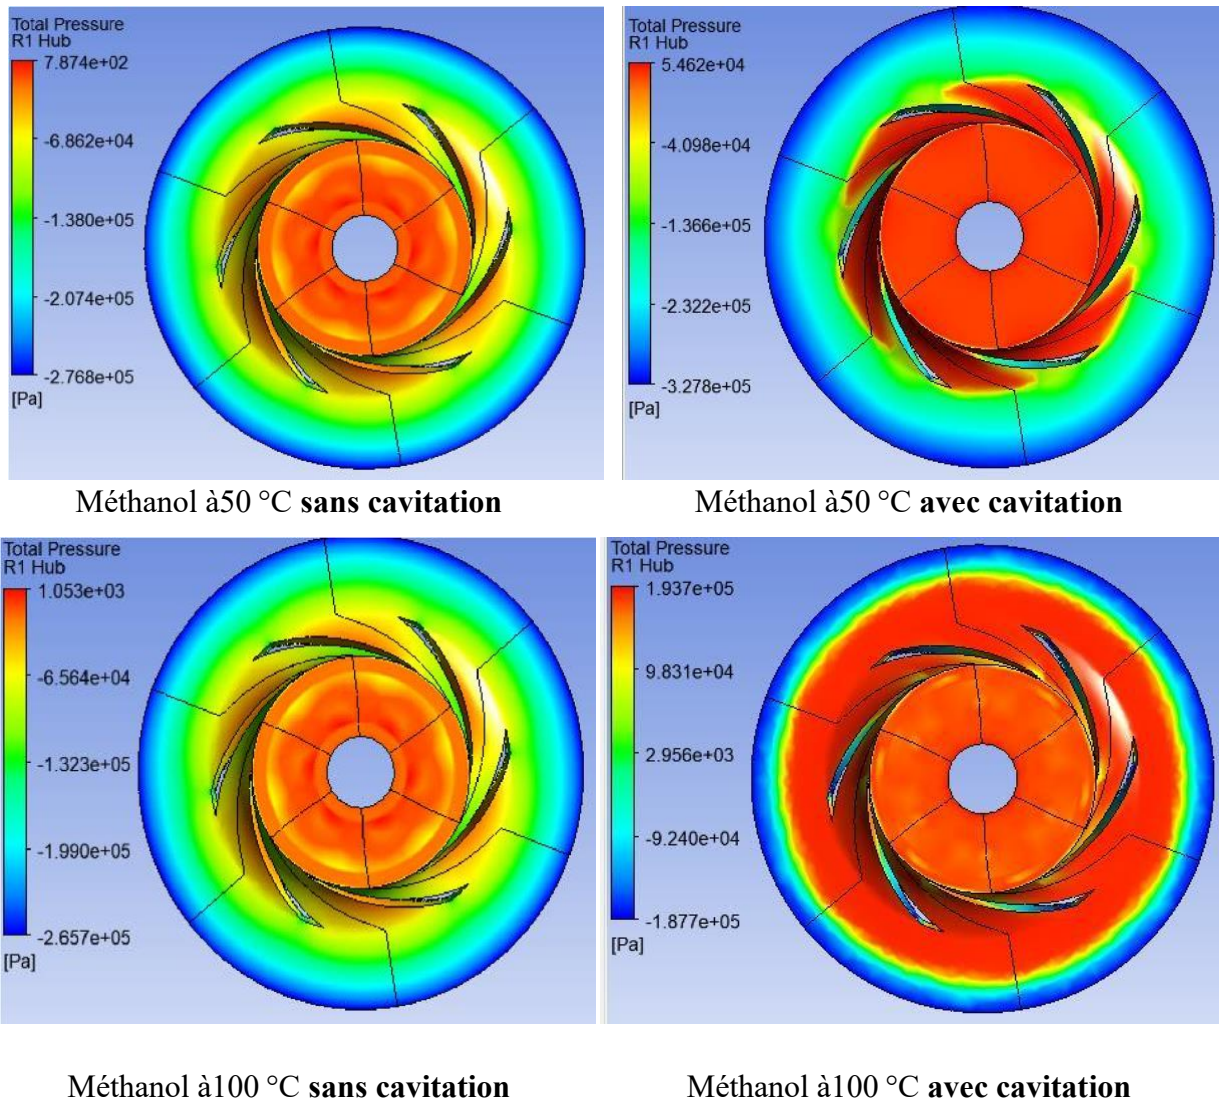 Total Pressure
R1 Hub
7.874e+02
-6.862e+04
-1.380e+05
-2.074e+05
-2.768e+05
[Pa]
Total Pressure
R1 Hub
5.462e+04
-4.098e+04
-1.366e+05
-2.322e+05
-3.278e+05
[Pa]
Méthanol à50 °C sans cavitation
Méthanol à50 °C avec cavitation
Total Pressure
R1 Hub
1.053e+03
-6.564e+04
-1.323e+05
-1.990e+05
-2.657e+05
[Pa]
Total Pressure
R1 Hub
1.937e+05
9.831e+04
2.956e+03
-9.240e+04
-1.877e+05
[Pa]
Méthanol à100 °C sans cavitation
Méthanol à100 °C avec cavitation